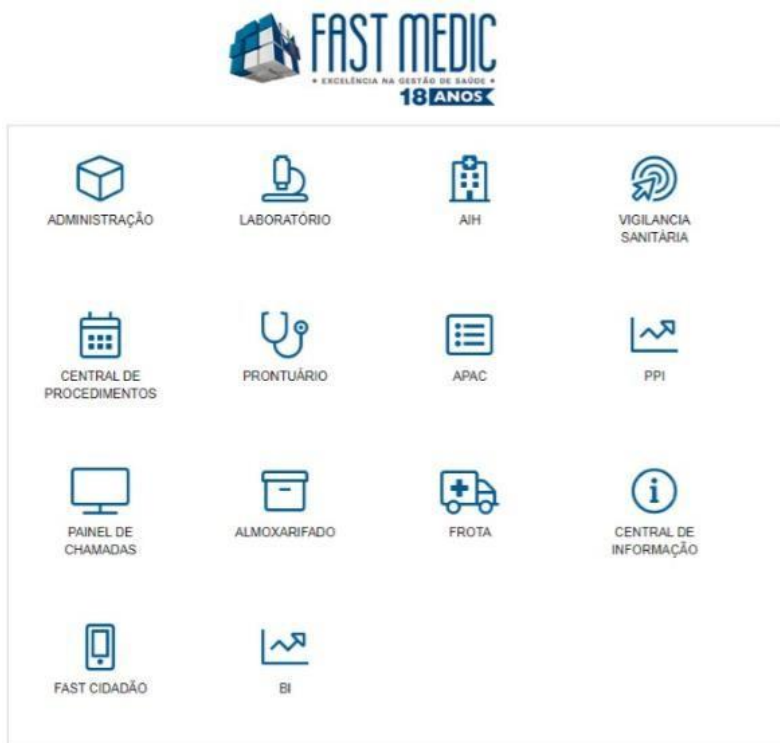 FAST MEDIC
• EXCELÊNCIA NA GESTÃO DE SAÚDE •
18 ANOS
ADMINISTRAÇÃO
LABORATÓRIO
AIH
VIGILANCIA
SANITÁRIA
CENTRAL DE
PROCEDIMENTOS
PRONTUÁRIO
APAC
PPI
PAINEL DE
CHAMADAS
ALMOXARIFADO
FROTA
CENTRAL DE
INFORMAÇÃO
FAST CIDADÃO
BI